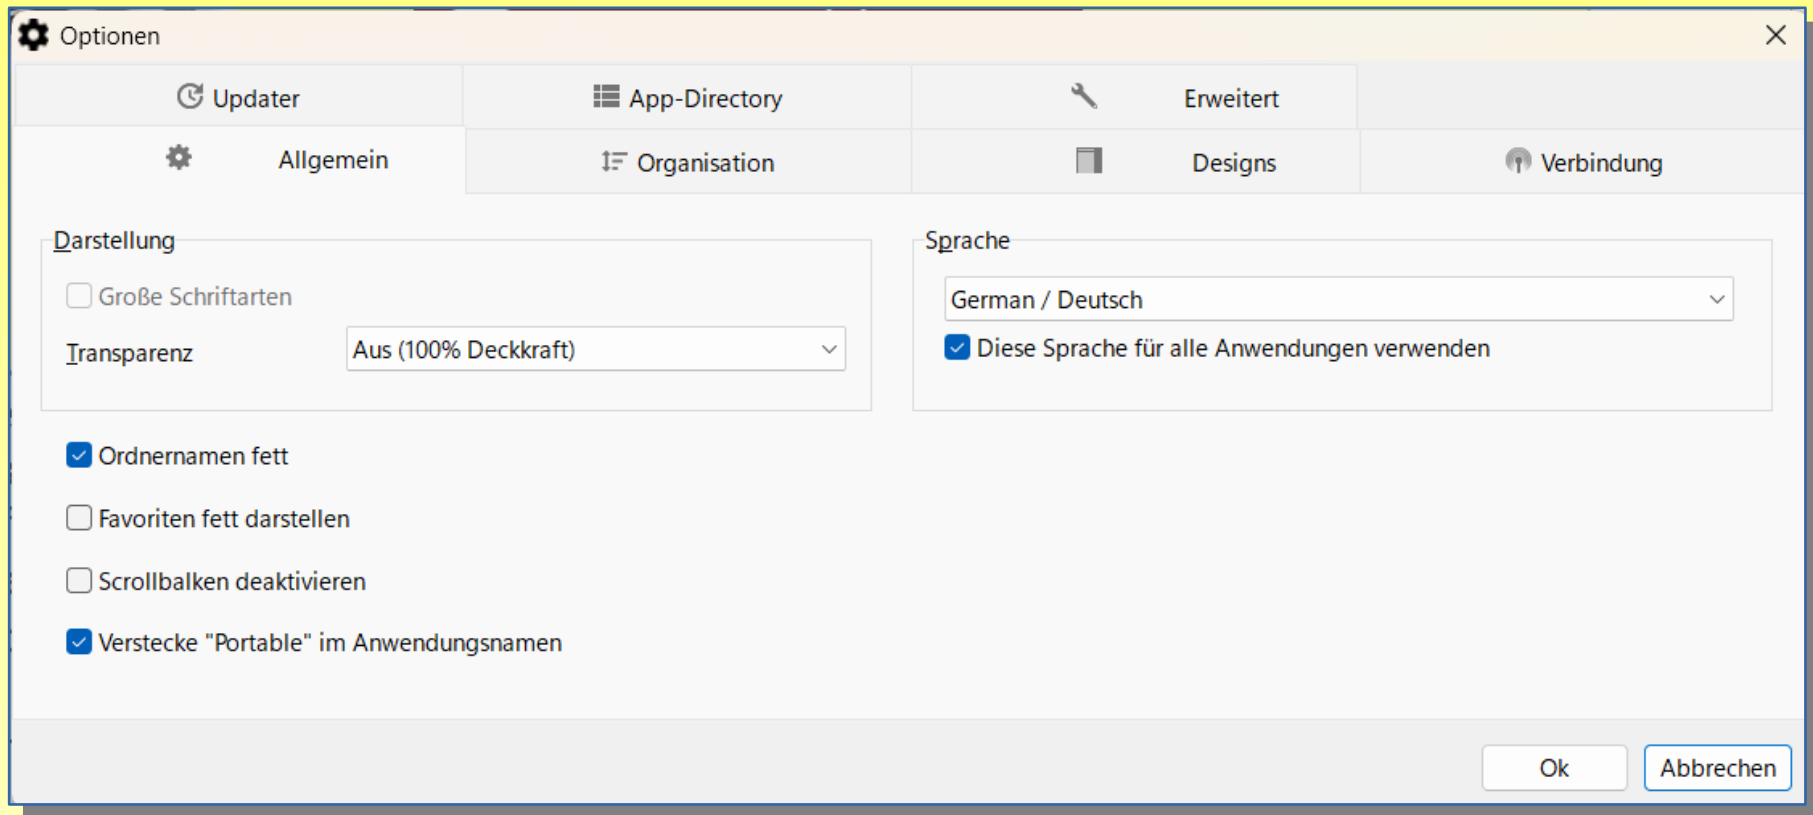 Optionen
Updater
App-Directory
Erweitert
Allgemein
Organisation
Designs
Verbindung
Darstellung
Große Schriftarten
Transparenz
Aus (100% Deckkraft)
Sprache
German / Deutsch
Diese Sprache für alle Anwendungen verwenden
Ordnernamen fett
Favoriten fett darstellen
Scrollbalken deaktivieren
Verstecke "Portable" im Anwendungsnamen
Ok
Abbrechen